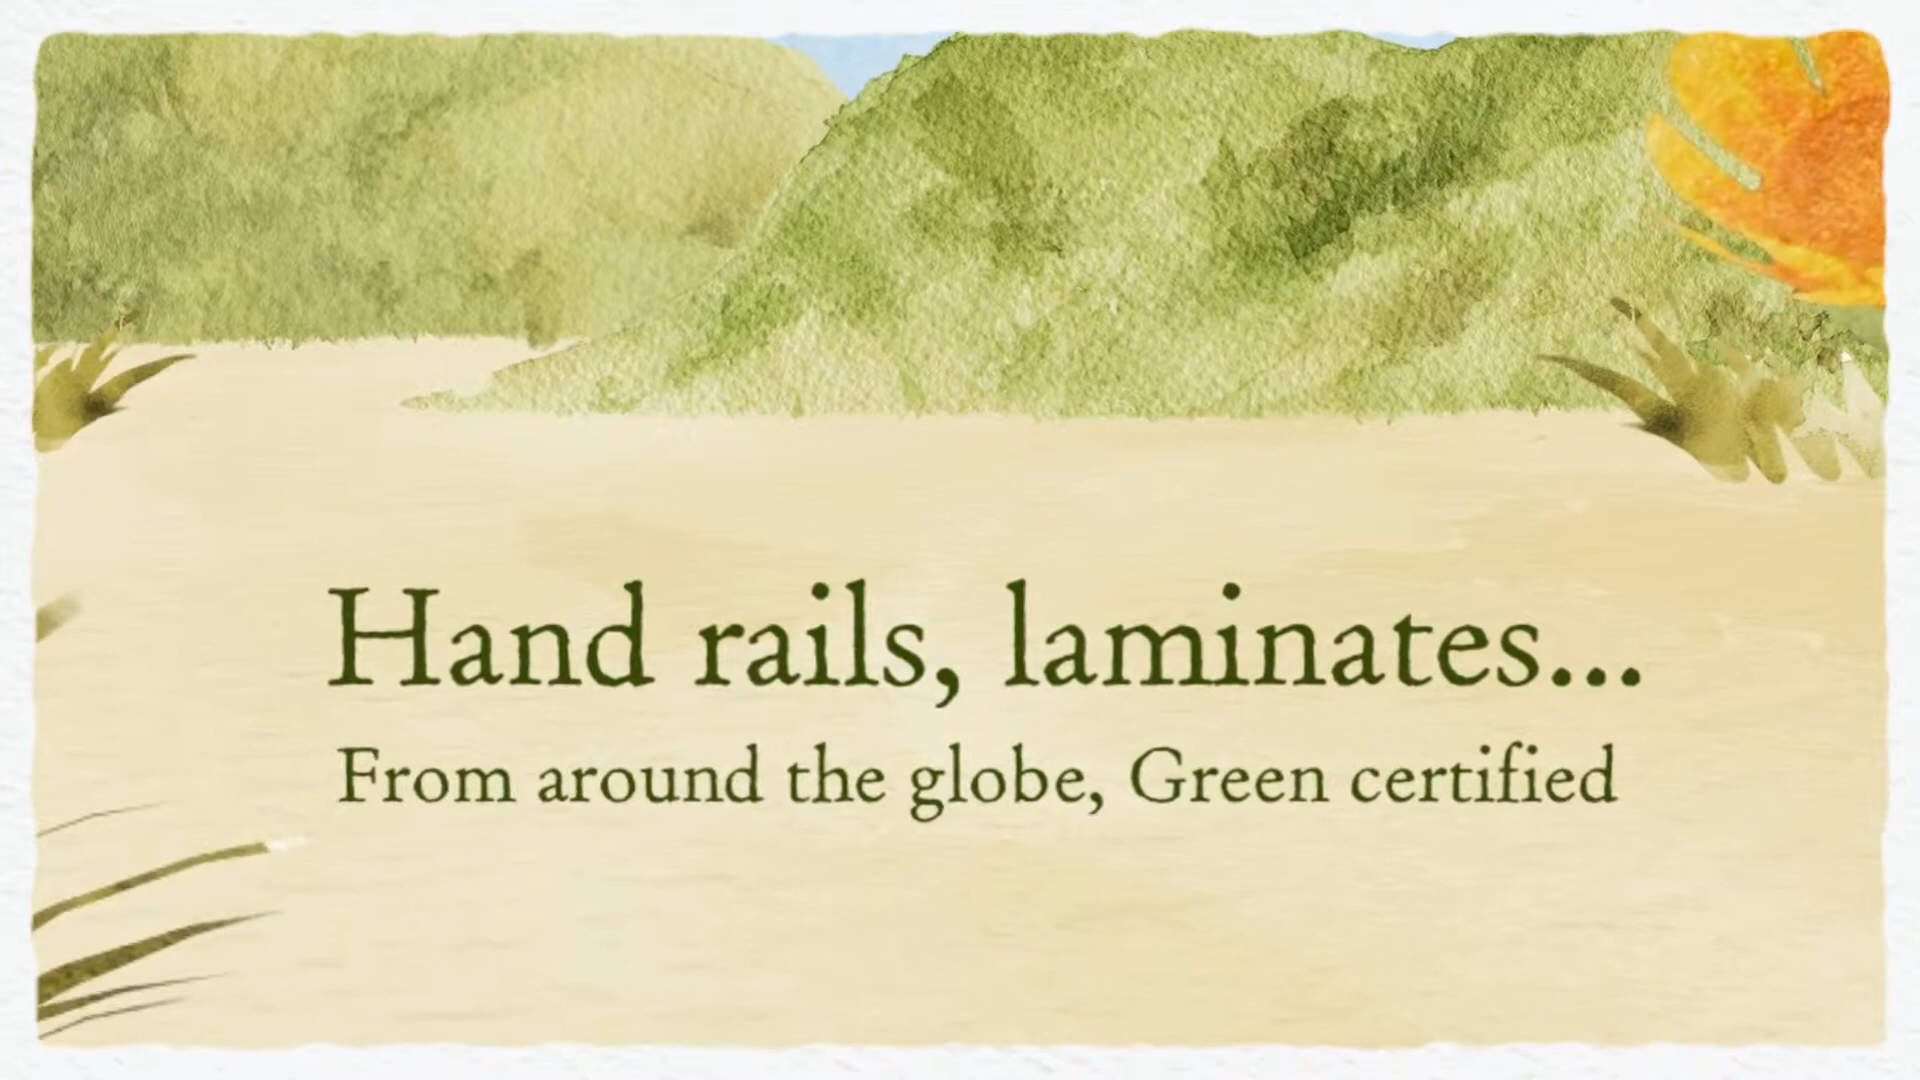 Hand rails, laminates...
From around the globe, Green certified